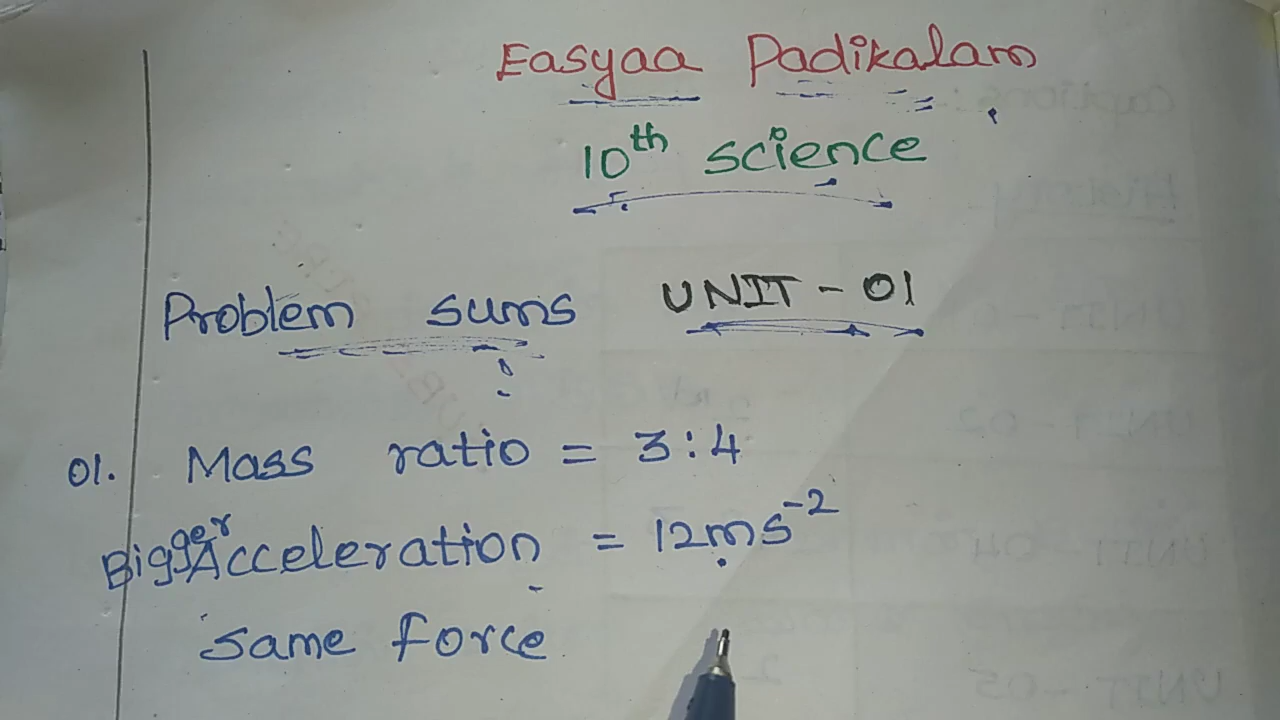 Easyaa Padikalam
10th science
Problem sums UNIT - 01
01. Mass ratio = 3:4
Bigger Acceleration = 12ms⁻²
same force